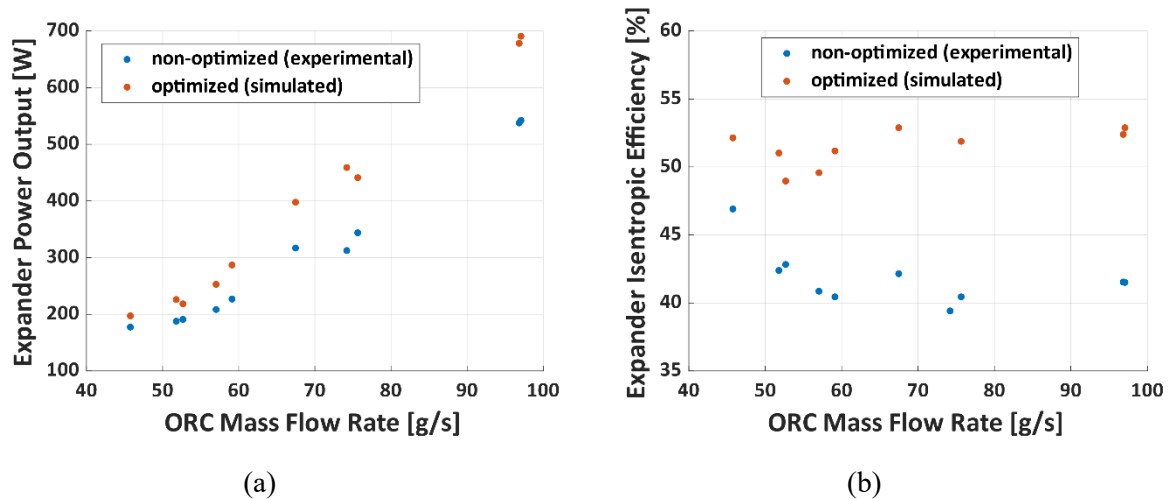 Expander Power Output [W]
700
600
500
400
300
200
100
non-optimized (experimental)
optimized (simulated)
40 50 60 70 80 90 100
ORC Mass Flow Rate [g/s]
(a)
Expander Isentropic Efficiency [%]
60
55
50
45
40
35
non-optimized (experimental)
optimized (simulated)
40 50 60 70 80 90 100
ORC Mass Flow Rate [g/s]
(b)